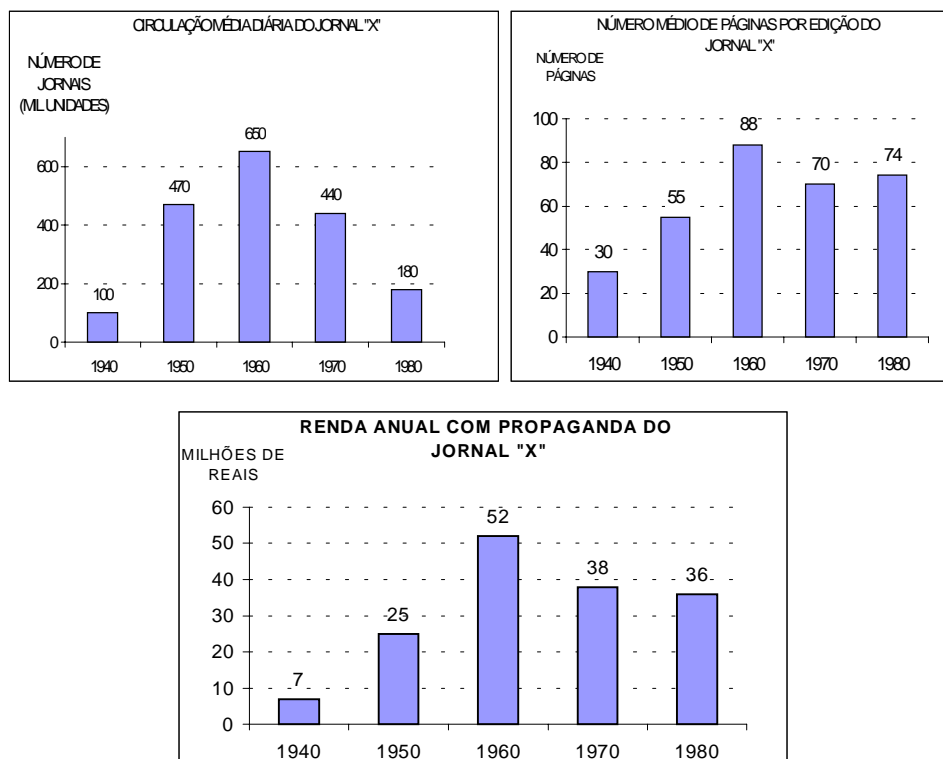 CIRCULAÇÃO MÉDIA DIÁRIA DO JORNAL "X"
NÚMERO DE
JORNAIS
(MIL UNIDADES)
650
600
470
440
400
200
180
100
0
1940 1950 1960 1970 1980
NÚMERO MÉDIO DE PÁGINAS POR EDIÇÃO DO
JORNAL "X"
NÚMERO DE
PÁGINAS
100
88
80
74
70
60
55
40
30
20
0
1940 1950 1960 1970 1980
RENDA ANUAL COM PROPAGANDA DO
JORNAL "X"
MILHÕES DE
REAIS
60
52
50
40
38
36
30
25
20
10
7
0
1940 1950 1960 1970 1980